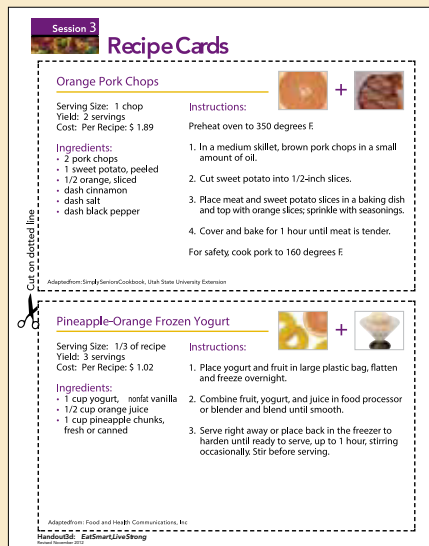 Session 3
Recipe Cards
Orange Pork Chops
+
Serving Size: 1 chop
Yield: 2 servings
Cost: Per Recipe: $ 1.89
Ingredients:
• 2 pork chops
• 1 sweet potato, peeled
• 1/2 orange, sliced
• dash cinnamon
• dash salt
• dash black pepper
Instructions:
Preheat oven to 350 degrees F.
1. In a medium skillet, brown pork chops in a small
amount of oil.
2. Cut sweet potato into 1/2-inch slices.
3. Place meat and sweet potato slices in a baking dish
and top with orange slices; sprinkle with seasonings.
4. Cover and bake for 1 hour until meat is tender.
For safety, cook pork to 160 degrees F.
Adaptedfrom: SimplySeniorsCookbook, Utah State University Extension
Cut on dotted line
Pineapple-Orange Frozen Yogurt
+
Serving Size: 1/3 of recipe
Yield: 3 servings
Cost: Per Recipe: $ 1.02
Ingredients:
• 1 cup yogurt, nonfat vanilla
• 1/2 cup orange juice
• 1 cup pineapple chunks,
fresh or canned
Instructions:
1. Place yogurt and fruit in large plastic bag, flatten
and freeze overnight.
2. Combine fruit, yogurt, and juice in food processor
or blender and blend until smooth.
3. Serve right away or place back in the freezer to
harden until ready to serve, up to 1 hour, stirring
occasionally. Stir before serving.
Adaptedfrom: Food and Health Communications, Inc
Handout3d: EatSmart,LiveStrong
Revised November 2012